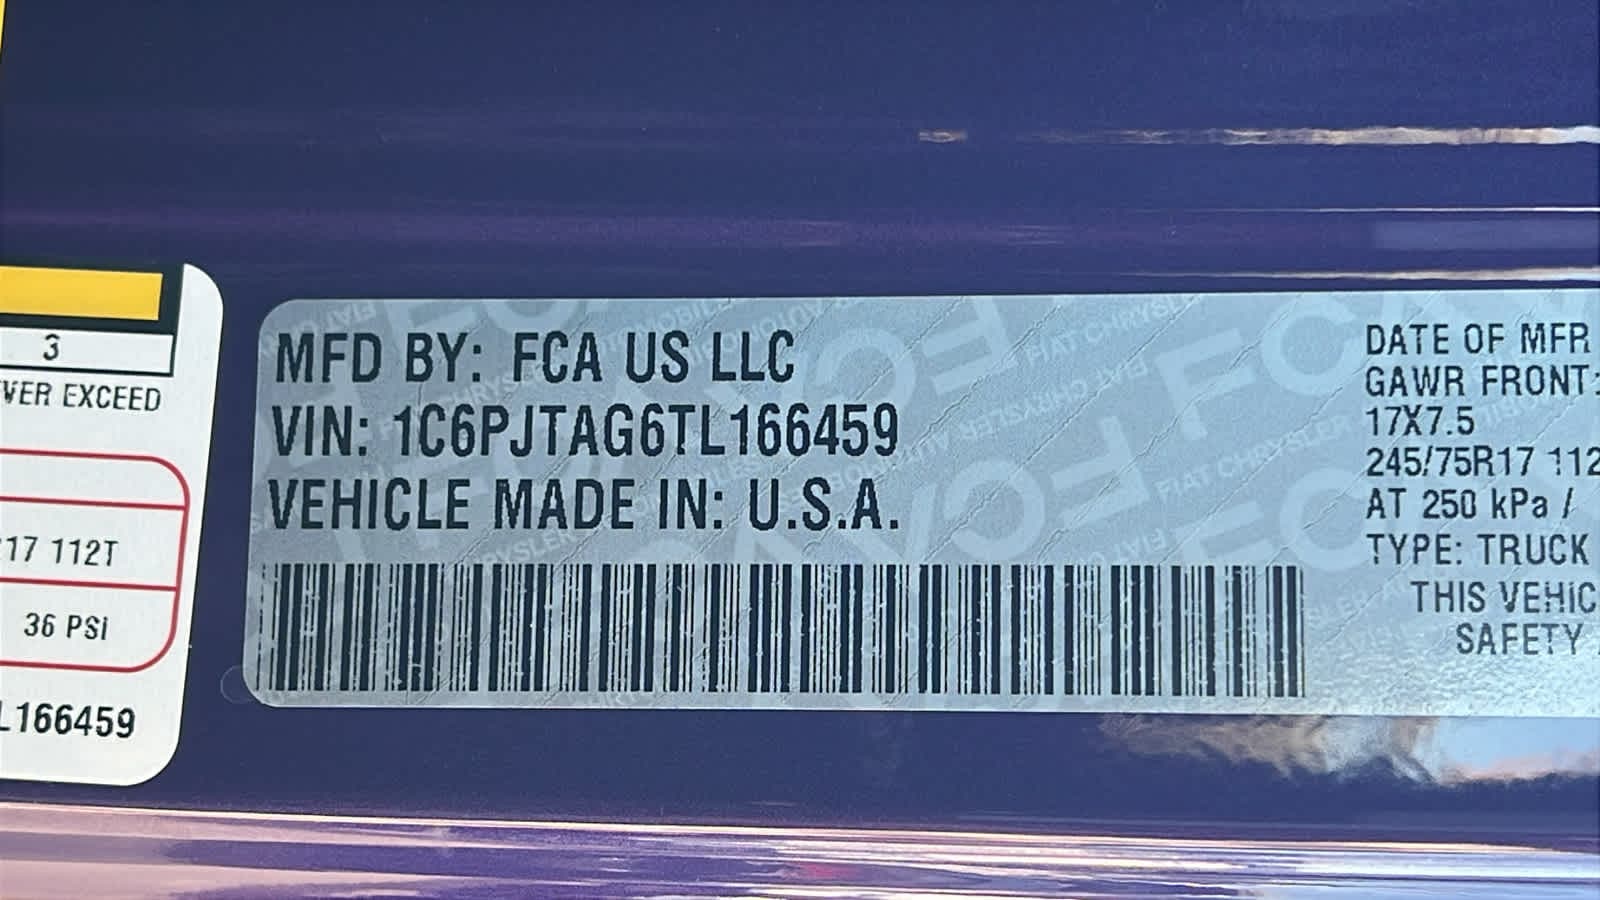 3
VER EXCEED
17 112T
36 PSI
L166459
MFD BY: FCA US LLC
VIN: 1C6PJTAG6TL166459
VEHICLE MADE IN: U.S.A.
DATE OF MFR
GAWR FRONT:
17X7.5
245/75R17 112
AT 250 kPa /
TYPE: TRUCK
THIS VEHIC
SAFETY